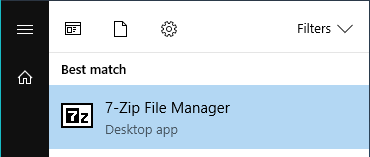 Filters
Best match
7z
7-Zip File Manager
Desktop app